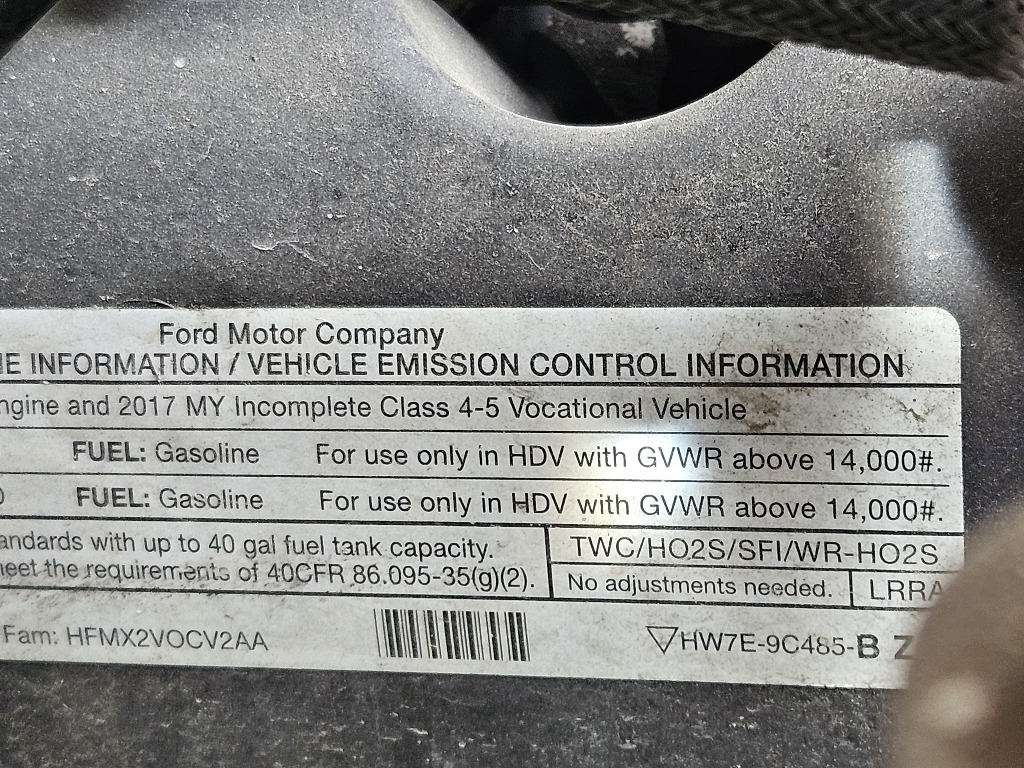 Ford Motor Company
E INFORMATION / VEHICLE EMISSION CONTROL INFORMATION
ngine and 2017 MY Incomplete Class 4-5 Vocational Vehicle
FUEL: Gasoline For use only in HDV with GVWR above 14,000#.
) FUEL: Gasoline For use only in HDV with GVWR above 14,000#.
andards with up to 40 gal fuel tank capacity.
eet the requirements of 40CFR 86.095-35(g)(2).
TWC/HO2S/SFI/WR-HO2S
No adjustments needed. LRRA
Fam: HFMX2VOCV2AA
HW7E-9C485-B Z